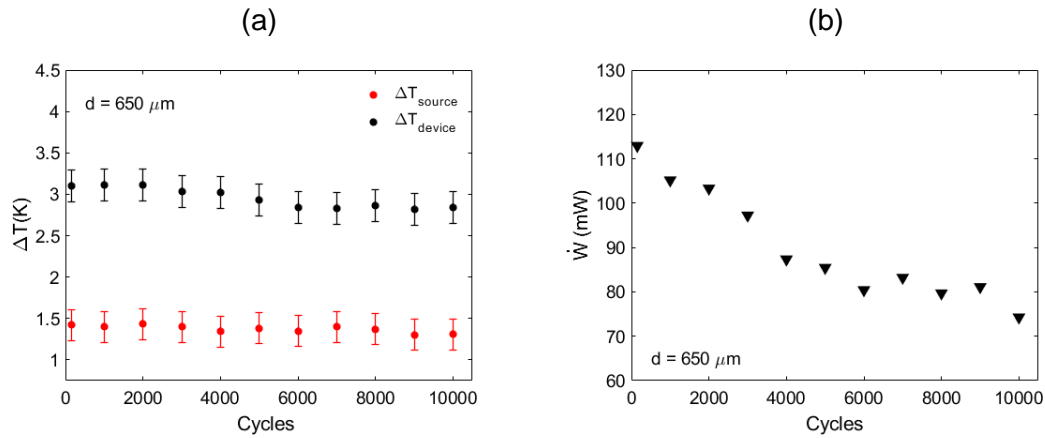 (a)
4.5
4
3.5
3
2.5
2
1.5
1
ΔT(K)
d = 650 μm
ΔT_source
ΔT_device
0 2000 4000 6000 8000 10000
Cycles
(b)
130
120
110
100
90
80
70
60
Ẇ (mW)
d = 650 μm
0 2000 4000 6000 8000 10000
Cycles